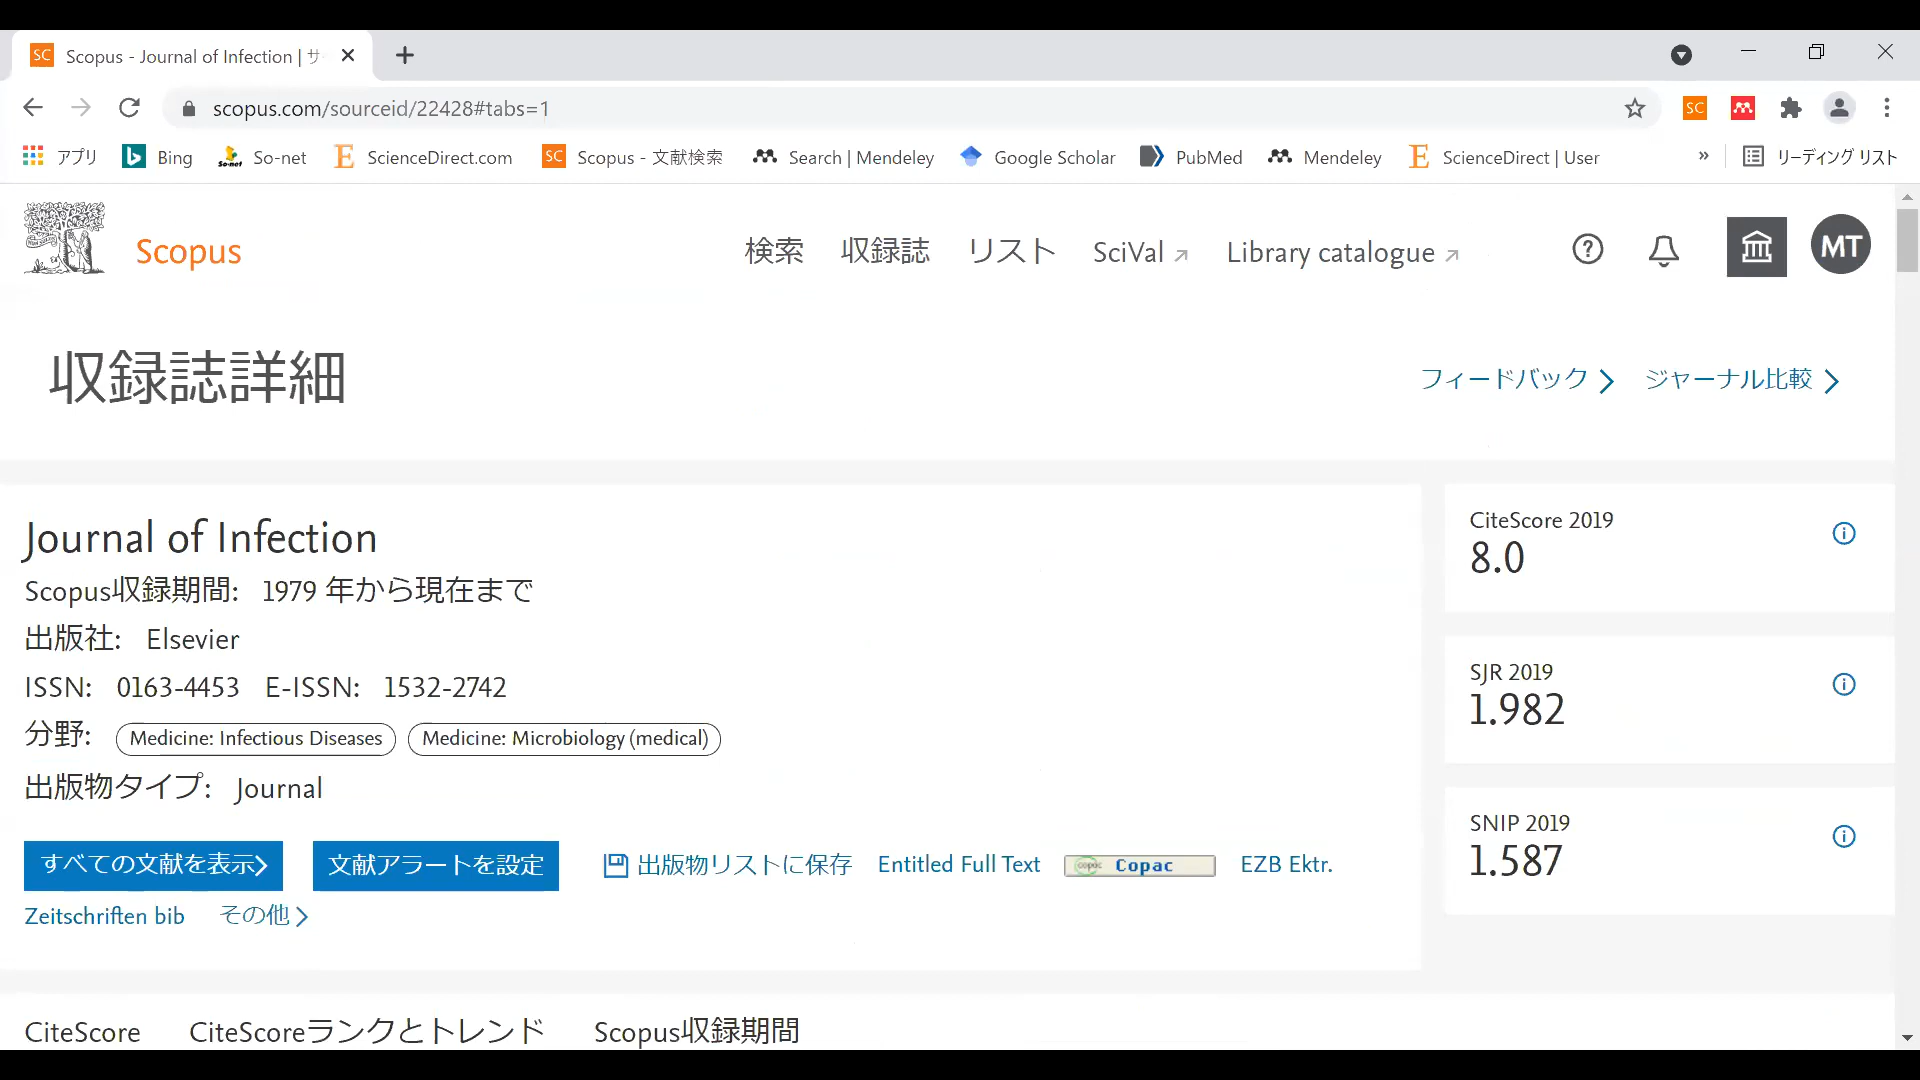 SC Scopus - Journal of Infection | サ
scopus.com/sourceid/22428#tabs=1
SC
アプリ Bing So-net ScienceDirect.com SC Scopus - 文献検索 Search | Mendeley Google Scholar PubMed Mendeley ScienceDirect | User » リーディング リスト
Scopus 検索 収録誌 リスト SciVal Library catalogue MT
収録誌詳細 フィードバック ジャーナル比較
Journal of Infection
Scopus収録期間: 1979 年から現在まで
出版社: Elsevier
ISSN: 0163-4453 E-ISSN: 1532-2742
分野: Medicine: Infectious Diseases Medicine: Microbiology (medical)
出版物タイプ: Journal
すべての文献を表示 文献アラートを設定 出版物リストに保存 Entitled Full Text copac Copac EZB Ektr.
Zeitschriften bib その他
CiteScore 2019
8.0
SJR 2019
1.982
SNIP 2019
1.587
CiteScore CiteScoreランクとトレンド Scopus収録期間